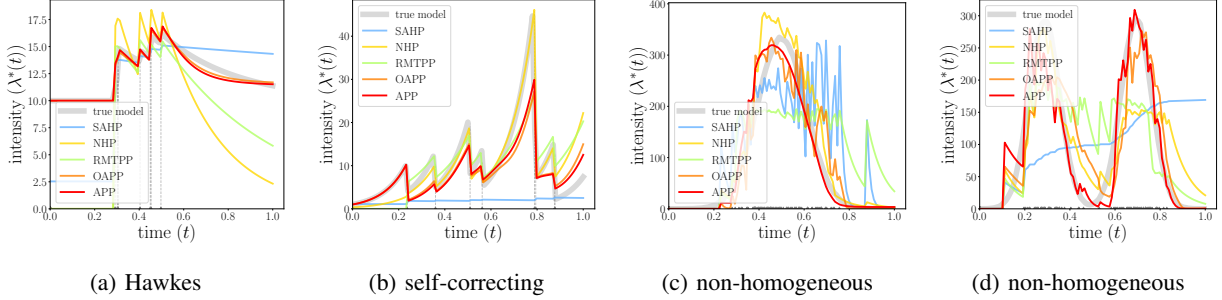 intensity (λ*(t))
17.5
15.0
12.5
10.0
7.5
5.0
2.5
0.0
true model
SAHP
NHP
RMTPP
OAPP
APP
0.0 0.2 0.4 0.6 0.8 1.0
time (t)
(a) Hawkes
intensity (λ*(t))
40
20
10
0
true model
SAHP
NHP
RMTPP
OAPP
APP
0.0 0.2 0.4 0.6 0.8 1.0
time (t)
(b) self-correcting
intensity (λ*(t))
400
300
200
100
0
true model
SAHP
NHP
RMTPP
OAPP
APP
0.0 0.2 0.4 0.6 0.8 1.0
time (t)
(c) non-homogeneous
intensity (λ*(t))
300
250
200
150
100
50
0
true model
SAHP
NHP
RMTPP
OAPP
APP
0.0 0.2 0.4 0.6 0.8 1.0
time (t)
(d) non-homogeneous